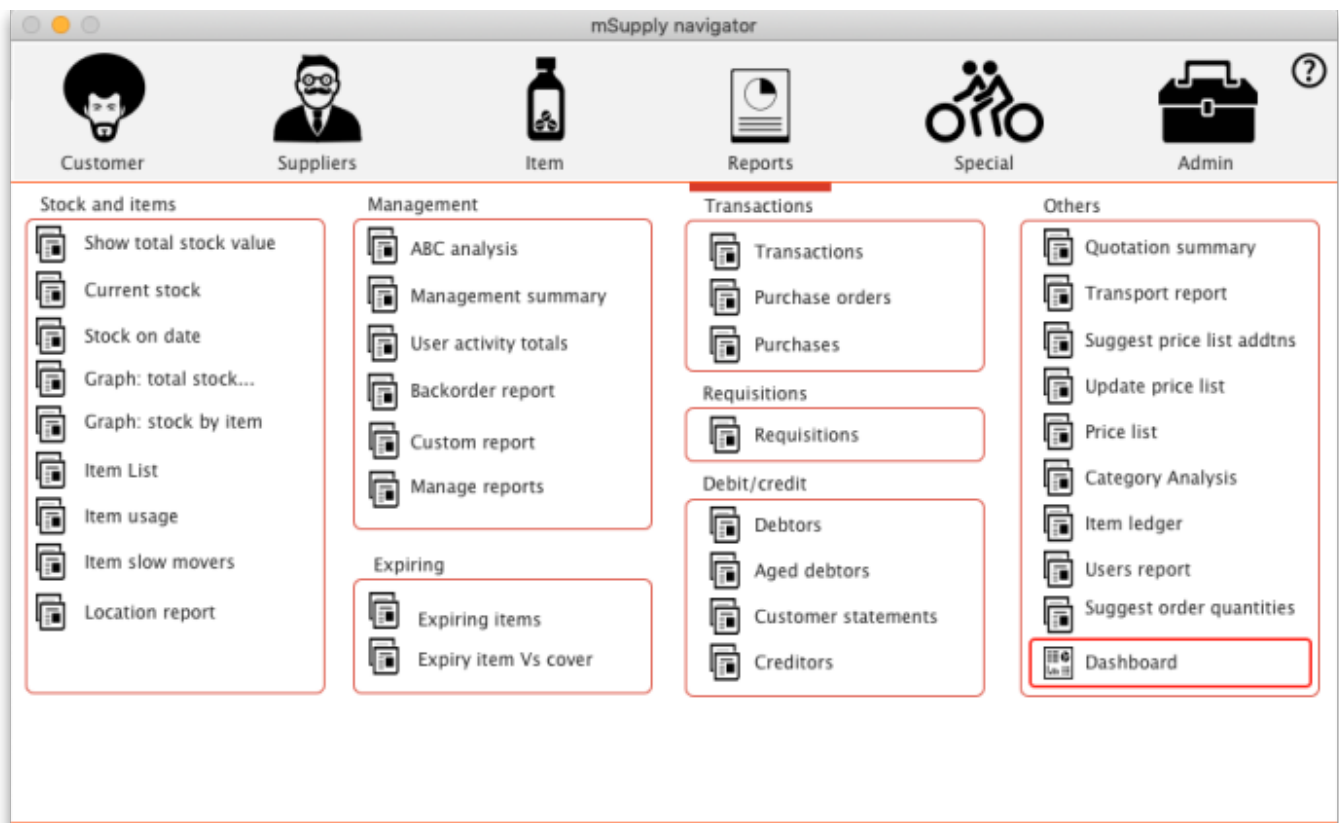 mSupply navigator
?
Customer
Suppliers
Item
Reports
Special
Admin
Stock and items
Show total stock value
Current stock
Stock on date
Graph: total stock...
Graph: stock by item
Item List
Item usage
Item slow movers
Location report
Management
ABC analysis
Management summary
User activity totals
Backorder report
Custom report
Manage reports
Expiring
Expiring items
Expiry item Vs cover
Transactions
Transactions
Purchase orders
Purchases
Requisitions
Requisitions
Debit/credit
Debtors
Aged debtors
Customer statements
Creditors
Others
Quotation summary
Transport report
Suggest price list addtns
Update price list
Price list
Category Analysis
Item ledger
Users report
Suggest order quantities
Dashboard